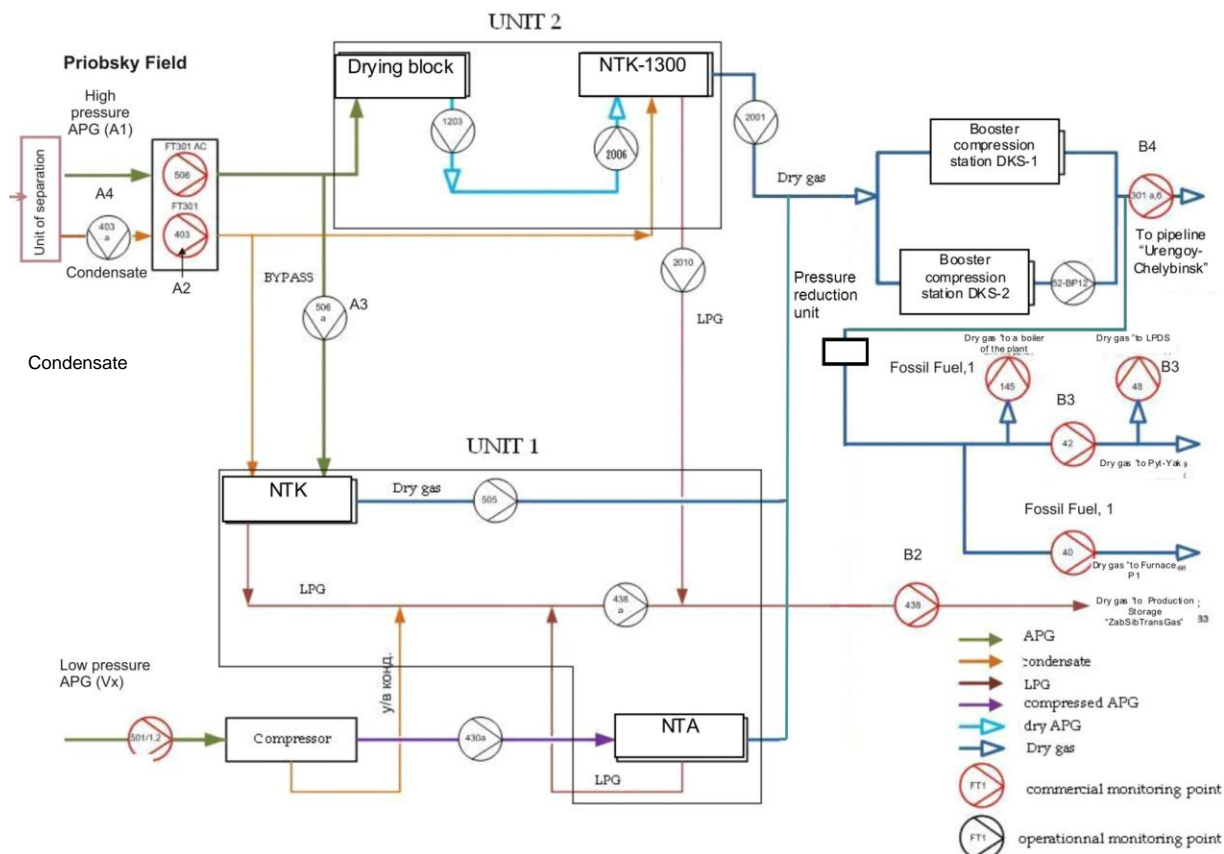 UNIT 2
Priobsky Field
High
pressure
APG (A1)
Unit of separation
A4
403
a
Condensate
FT301 AC
506
FT301
403
A2
Drying block
NTK-1300
1203
2006
2001
BYPASS
506
a
A3
2010
LPG
Dry gas
Booster
compression
station DKS-1
Booster
compression
station DKS-2
52-BP12
B4
301 a,6
To pipeline
“Urengoy-
Chelybinsk”
Pressure
reduction
unit
Condensate
Dry gas "to a boiler
of the plant
Dry gas "to LPDS
Fossil Fuel,1
145
48
B3
B3
42
Dry gas "to Pyt-Yak
Fossil Fuel, 1
40
Dry gas "to Furnace
P1
UNIT 1
NTK
Dry gas
505
LPG
438
a
B2
438
Dry gas "to Production
Storage
"ZabSibTransGas"
B3
у/в конд.
Low pressure
APG (Vx)
501/1,2
Compressor
430a
NTA
LPG
APG
condensate
LPG
compressed APG
dry APG
Dry gas
FT1
commercial monitoring point
FT1
operationnal monitoring point